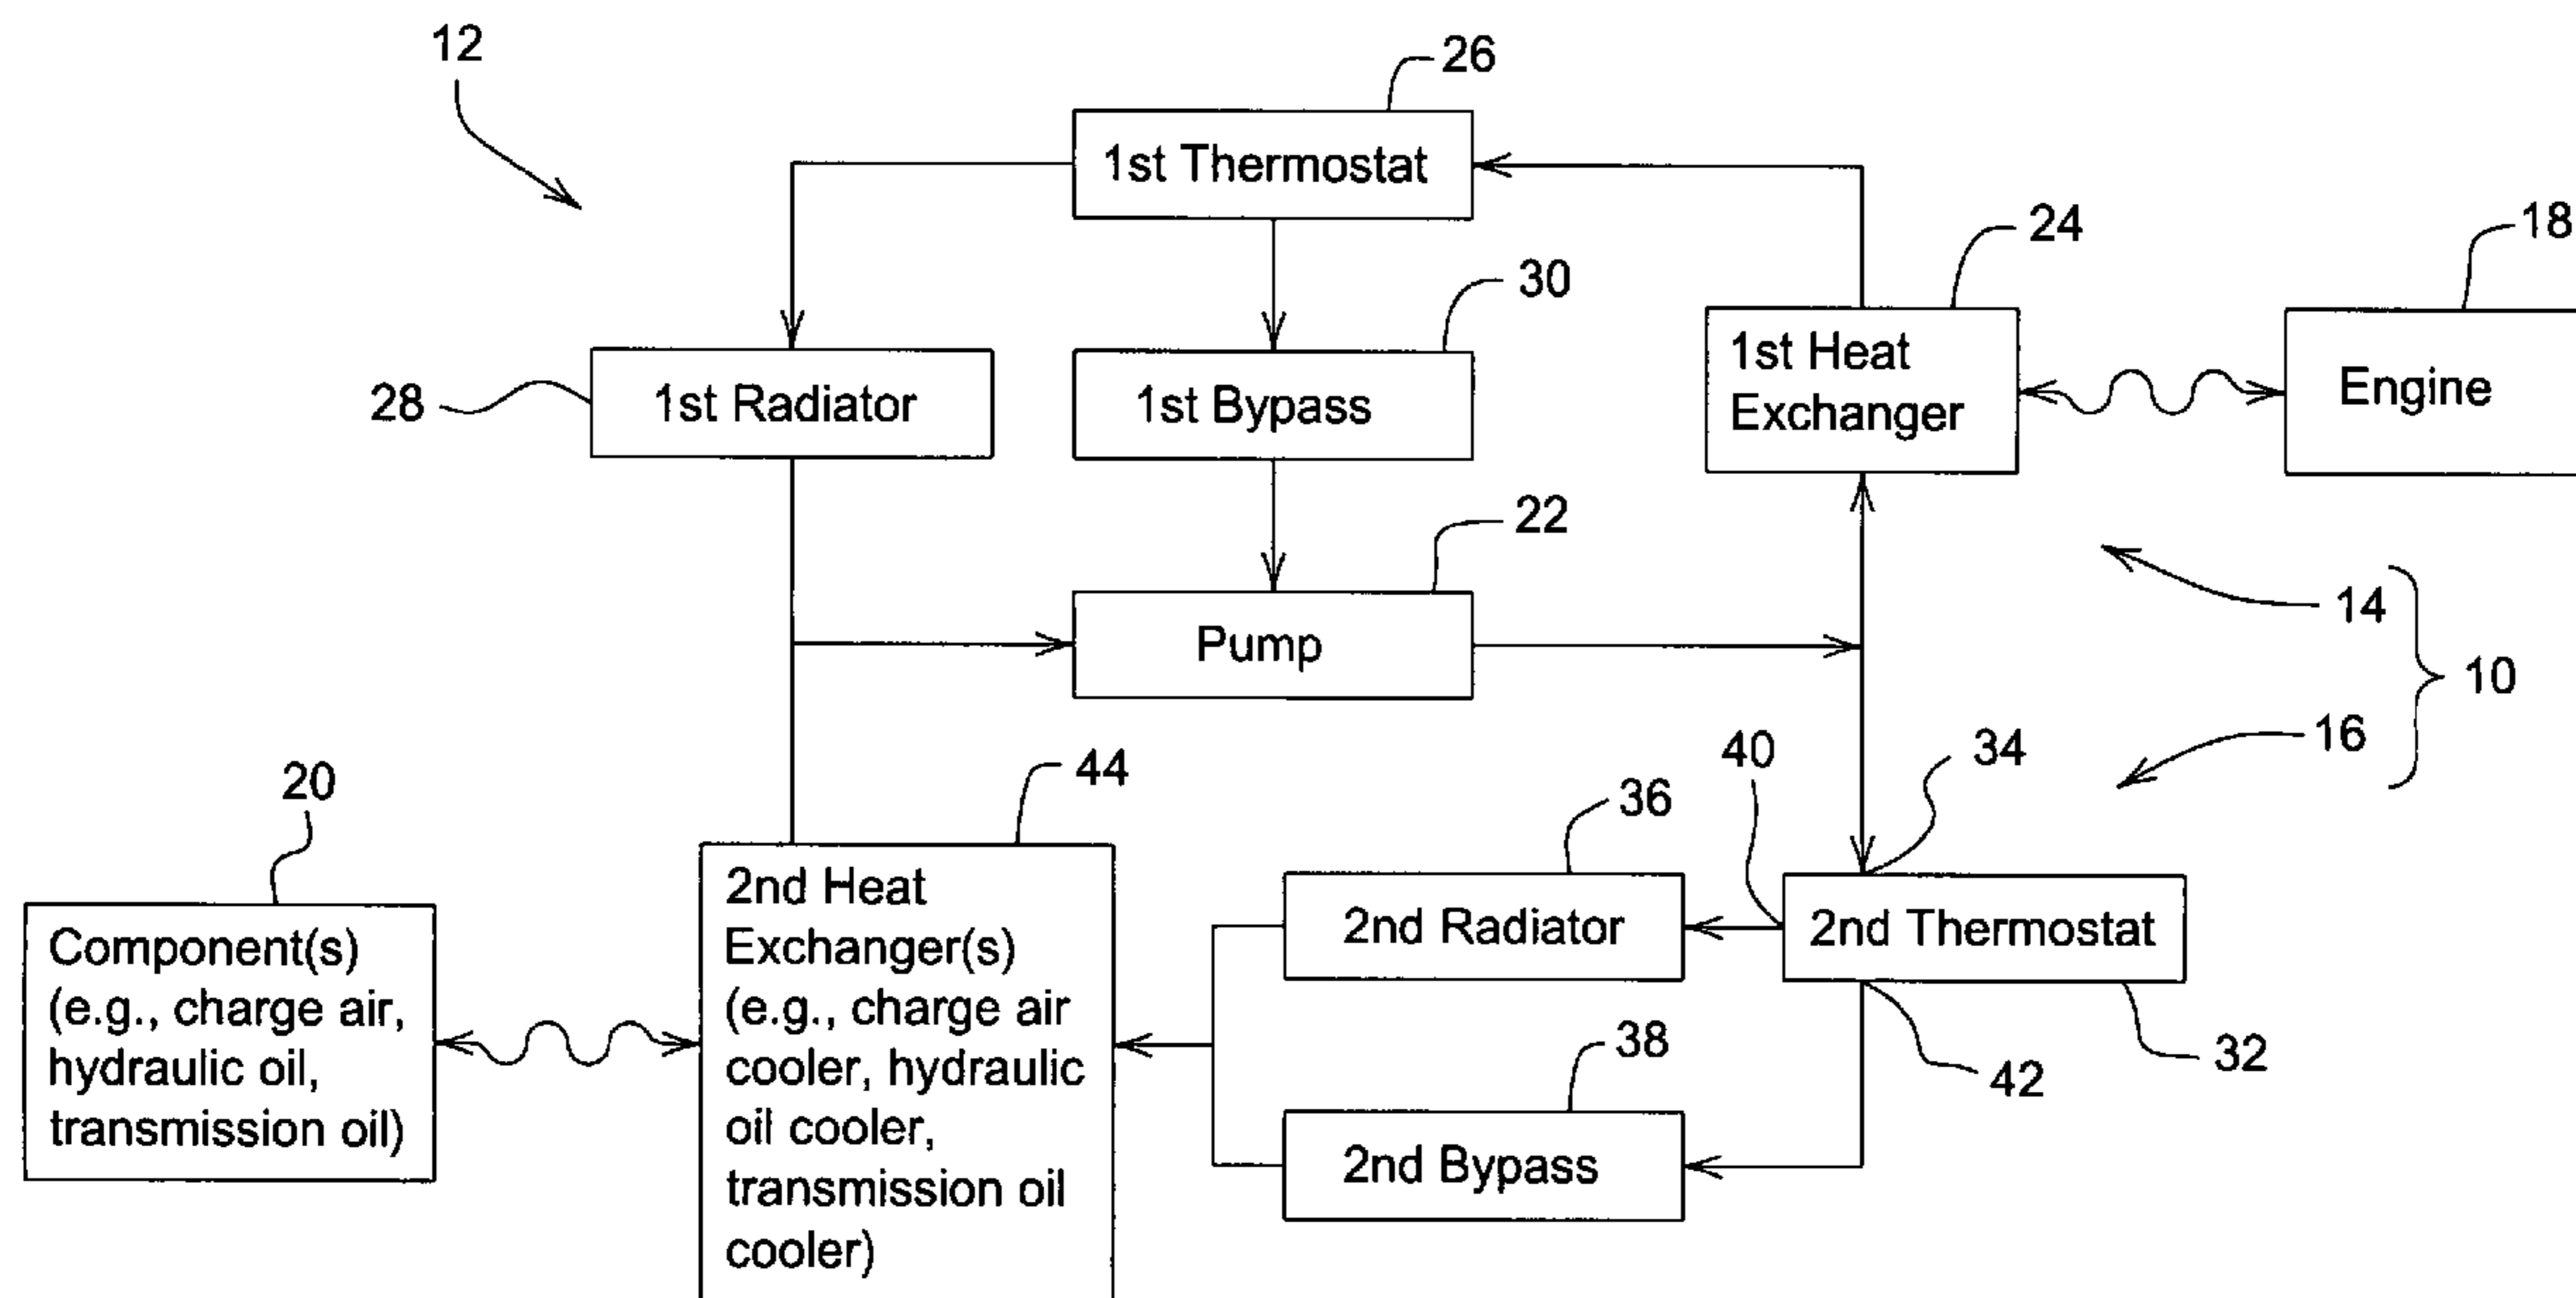 12
26
1st Thermostat
24
18
30
1st Heat
Exchanger
Engine
28
1st Radiator
1st Bypass
22
14
Pump
10
16
40
34
20
44
36
2nd Heat
Exchanger(s)
(e.g., charge air
cooler, hydraulic
oil cooler,
transmission oil
cooler)
2nd Radiator
2nd Thermostat
Component(s)
(e.g., charge air,
hydraulic oil,
transmission oil)
38
42
32
2nd Bypass